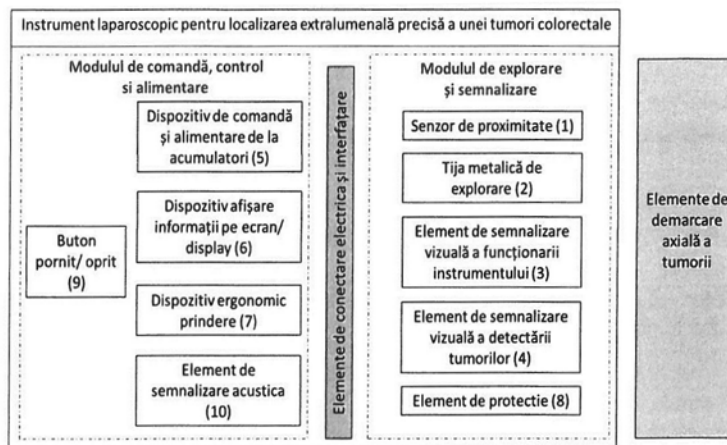 Instrument laparoscopic pentru localizarea extralumenală precisă a unei tumori colorectale
Modulul de comandă, control
si alimentare
Dispozitiv de comandă
și alimentare de la
acumulatori (5)
Dispozitiv afișare
informații pe ecran/
display (6)
Buton
pornit/ oprit
(9)
Dispozitiv ergonomic
prindere (7)
Element
de semnalizare acustica
(10)
Elemente de conectare electrica și interfațare
Modulul de explorare
și semnalizare
Senzor de proximitate (1)
Tija metalică de
explorare (2)
Element de semnalizare
vizuală a funcționarii
instrumentului (3)
Element de semnalizare
vizuală a detectării
tumorilor (4)
Element de protectie (8)
Elemente de
demarcare
axială a
tumorii